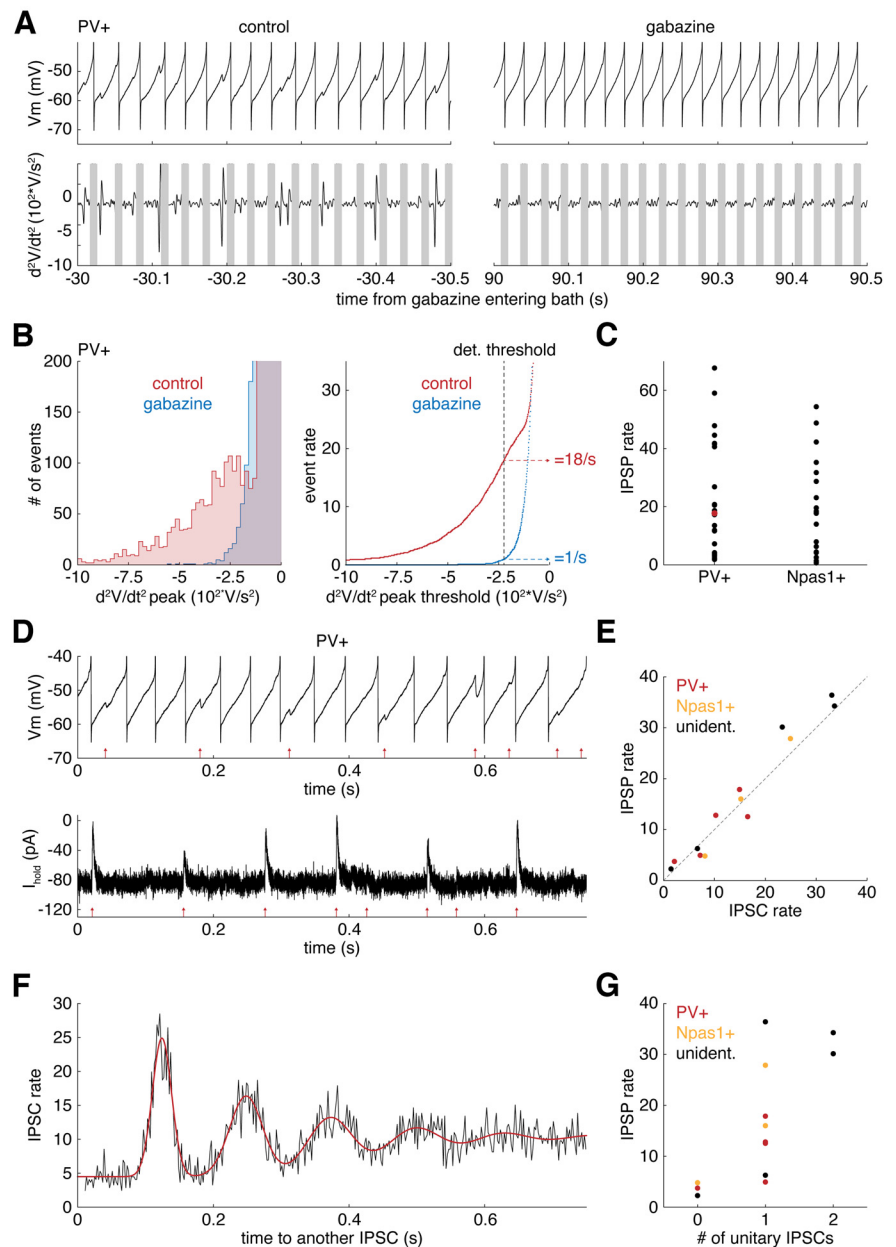 A
PV+
control
gabazine
Vm (mV)
-50
-60
-70
d²V/dt² (10²*V/s²)
0
-5
-10
-30
-30.1
-30.2
-30.3
-30.4
-30.5
90
90.1
90.2
90.3
90.4
90.5
time from gabazine entering bath (s)
B
PV+
control
gabazine
# of events
200
150
100
50
0
-10
-7.5
-5
-2.5
0
d²V/dt² peak (10²*V/s²)
det. threshold
control
gabazine
event rate
30
20
10
0
=18/s
=1/s
-10
-7.5
-5
-2.5
0
d²V/dt² peak threshold (10²*V/s²)
C
IPSP rate
60
40
20
0
PV+
Npas1+
D
PV+
Vm (mV)
-40
-50
-60
-70
0
0.2
0.4
0.6
time (s)
I hold (pA)
0
-40
-80
-120
0
0.2
0.4
0.6
time (s)
E
PV+
Npas1+
unident.
IPSP rate
40
30
20
10
0
0
10
20
30
40
IPSC rate
F
IPSC rate
30
25
20
15
10
5
0
0
0.2
0.4
0.6
time to another IPSC (s)
G
PV+
Npas1+
unident.
IPSP rate
40
30
20
10
0
0
1
2
# of unitary IPSCs